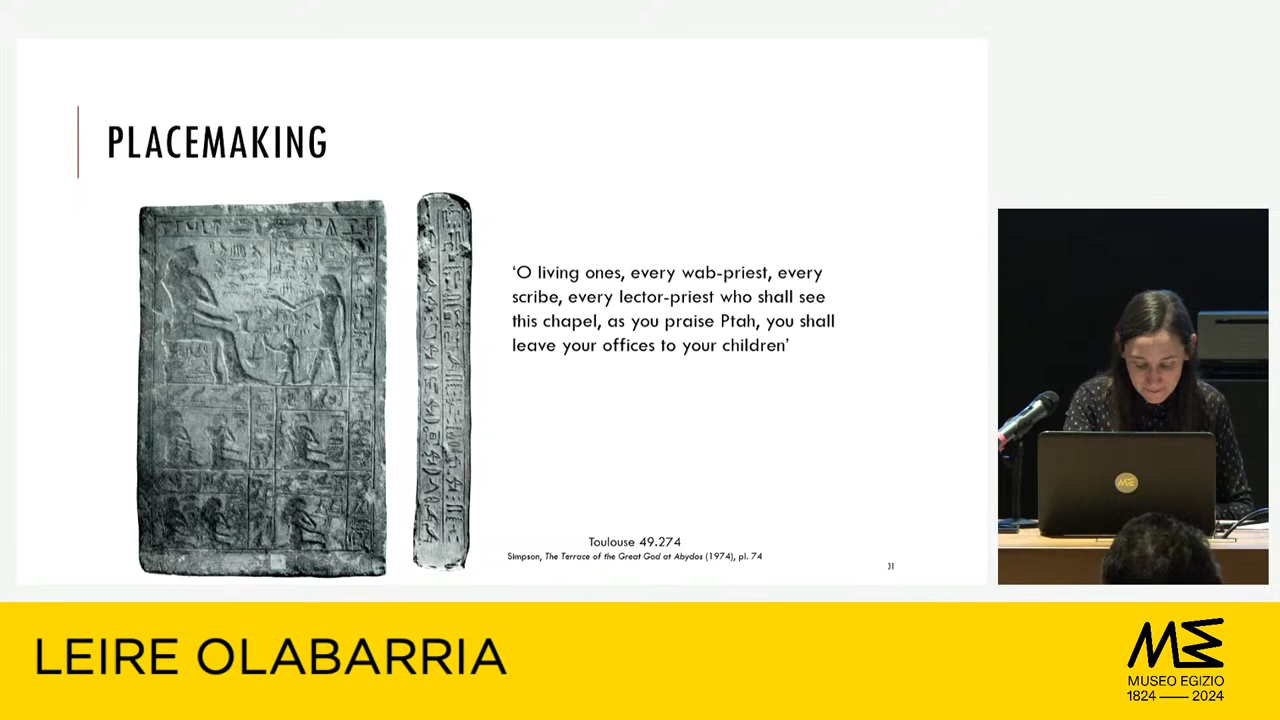 PLACEMAKING
‘O living ones, every wab-priest, every
scribe, every lector-priest who shall see
this chapel, as you praise Ptah, you shall
leave your offices to your children’
Toulouse 49.274
Simpson, The Terrace of the Great God at Abydos (1974), pl. 74
31
LEIRE OLABARRIA
ME
MUSEO EGIZIO
1824 — 2024